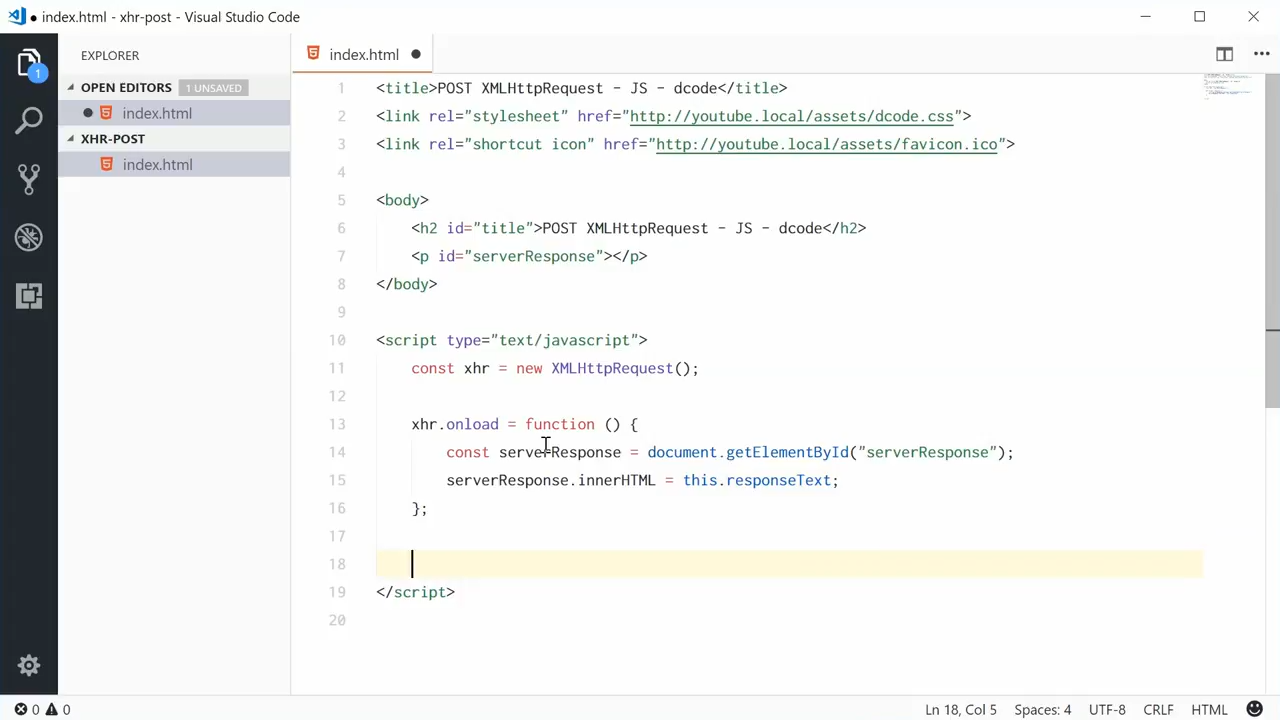 index.html - xhr-post - Visual Studio Code
EXPLORER
OPEN EDITORS 1 UNSAVED
index.html
XHR-POST
index.html
1
index.html
1 <title>POST XMLHttpRequest - JS - dcode</title>
2 <link rel="stylesheet" href="http://youtube.local/assets/dcode.css">
3 <link rel="shortcut icon" href="http://youtube.local/assets/favicon.ico">
4
5 <body>
6 <h2 id="title">POST XMLHttpRequest - JS - dcode</h2>
7 <p id="serverResponse"></p>
8 </body>
9
10 <script type="text/javascript">
11 const xhr = new XMLHttpRequest();
12
13 xhr.onload = function () {
14 const serverResponse = document.getElementById("serverResponse");
15 serverResponse.innerHTML = this.responseText;
16 };
17
18
19 </script>
20
0 0 Ln 18, Col 5 Spaces: 4 UTF-8 CRLF HTML